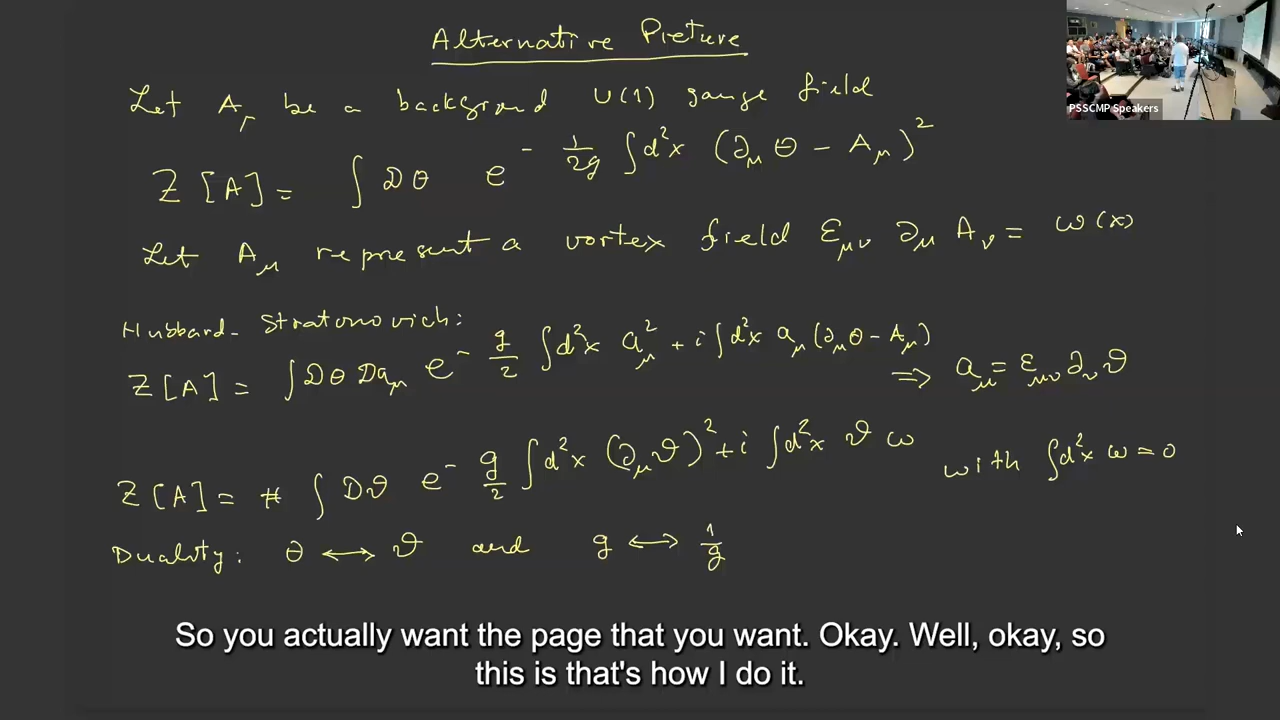 Alternative Picture
PSSCMP Speakers
Let A_μ be a background U(1) gauge field
Z[A] = ∫ Dθ e^{- 1/2g ∫d²x (∂_μ θ - A_μ)²}
Let A_μ represent a vortex field ε_μν ∂_μ A_ν = ω(x)
Hubbard-Stratonovich:
Z[A] = ∫ Dθ Da_μ e^{- g/2 ∫d²x a_μ² + i ∫d²x a_μ (∂_μ θ - A_μ)} ⇒ a_μ = ε_μν ∂_ν ϑ
Z[A] = # ∫ Dϑ e^{- g/2 ∫d²x (∂_μ ϑ)² + i ∫d²x ϑ ω} with ∫d²x ω = 0
Duality: θ ⟷ ϑ and g ⟷ 1/g
So you actually want the page that you want. Okay. Well, okay, so
this is that's how I do it.